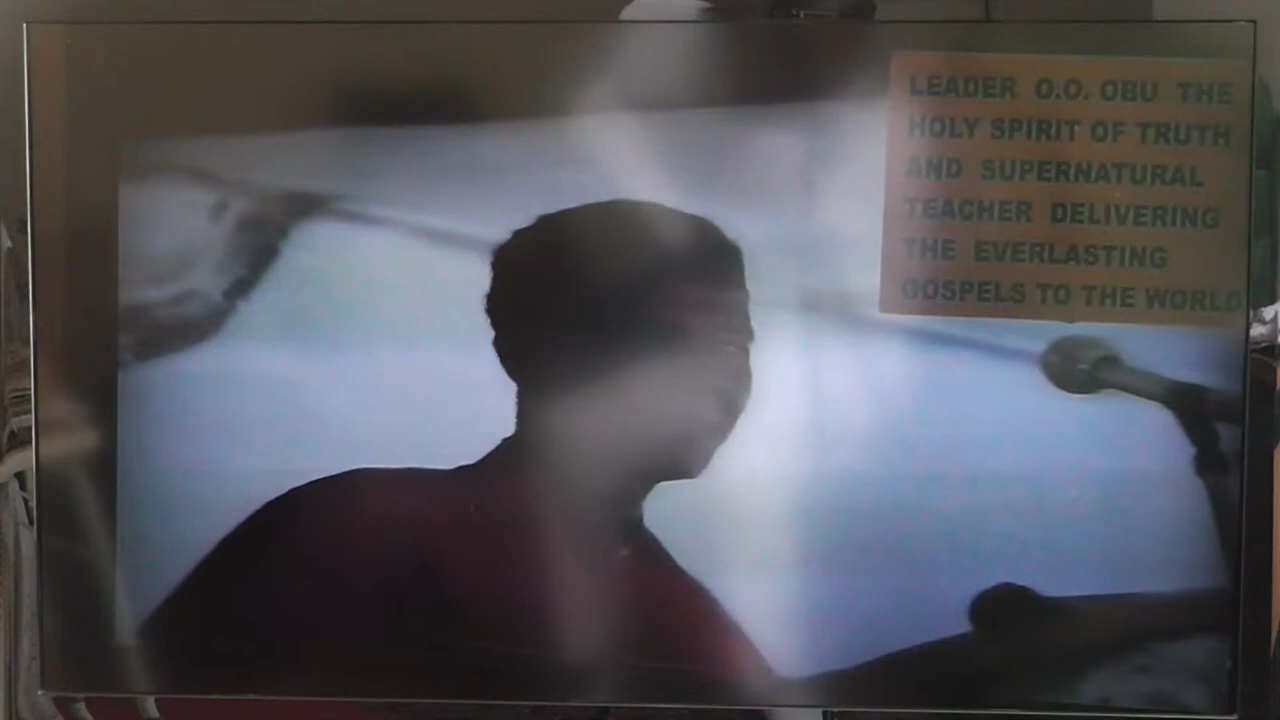 LEADER O.O. OBU THE
HOLY SPIRIT OF TRUTH
AND SUPERNATURAL
TEACHER DELIVERING
THE EVERLASTING
GOSPELS TO THE WORLD